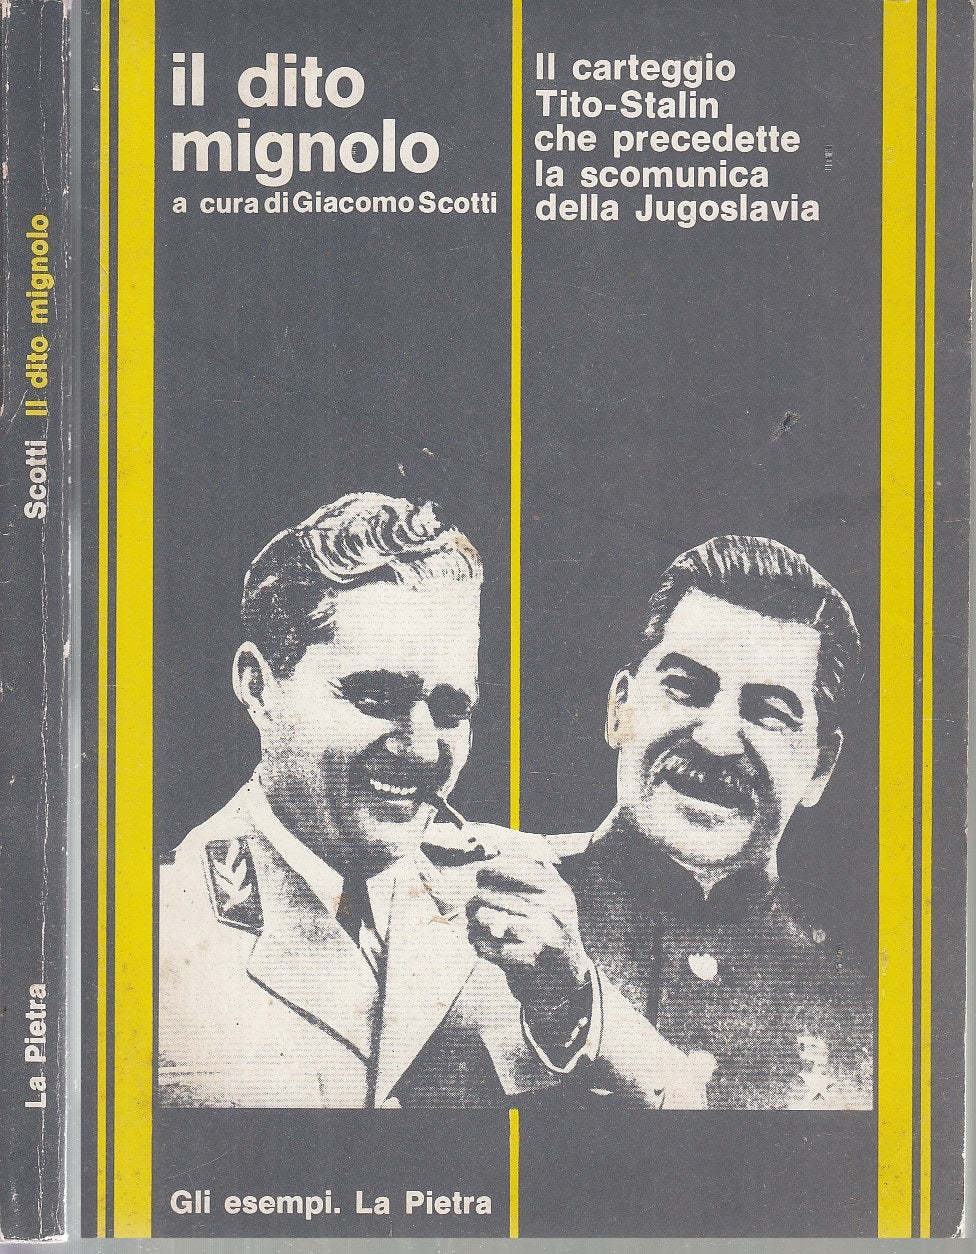 Scotti Il dito mignolo
La Pietra
il dito
mignolo
a cura di Giacomo Scotti
Il carteggio
Tito-Stalin
che precedette
la scomunica
della Jugoslavia
Gli esempi. La Pietra